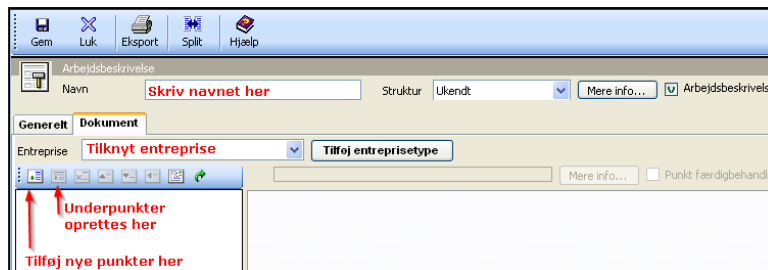 Gem Luk Eksport Split Hjælp
Arbejdsbeskrivelse
Navn Skriv navnet her Struktur Ukendt Mere info... Arbejdsbeskrivels
Generelt Dokument
Entreprise Tilknyt entreprise Tilføj entreprisetype
Mere info... Punkt færdigbehandl
Underpunkter
oprettes her
Tilføj nye punkter her